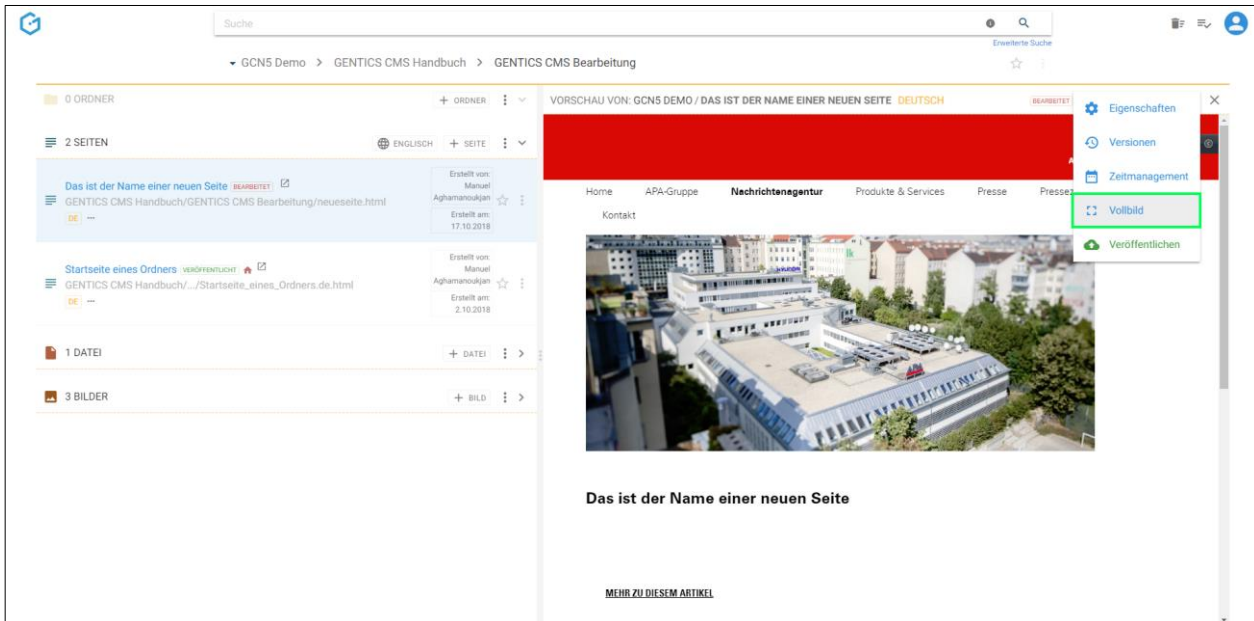 Suche
Erweiterte Suche
GCN5 Demo > GENTICS CMS Handbuch > GENTICS CMS Bearbeitung
0 ORDNER
+ ORDNER
2 SEITEN
ENGLISCH
+ SEITE
Das ist der Name einer neuen Seite BEARBEITET
GENTICS CMS Handbuch/GENTICS CMS Bearbeitung/neueseite.html
DE
Erstellt von:
Manuel
Aghamanoukjan
Erstellt am:
17.10.2018
Startseite eines Ordners VERÖFFENTLICHT
GENTICS CMS Handbuch/.../Startseite_eines_Ordners.de.html
DE
Erstellt von:
Manuel
Aghamanoukjan
Erstellt am:
2.10.2018
1 DATEI
+ DATEI
3 BILDER
+ BILD
VORSCHAU VON: GCN5 DEMO / DAS IST DER NAME EINER NEUEN SEITE DEUTSCH
BEARBEITET
Eigenschaften
Versionen
Zeitmanagement
Vollbild
Veröffentlichen
Home APA-Gruppe Nachrichtenagentur Produkte & Services Presse
Kontakt
APA
Das ist der Name einer neuen Seite
MEHR ZU DIESEM ARTIKEL